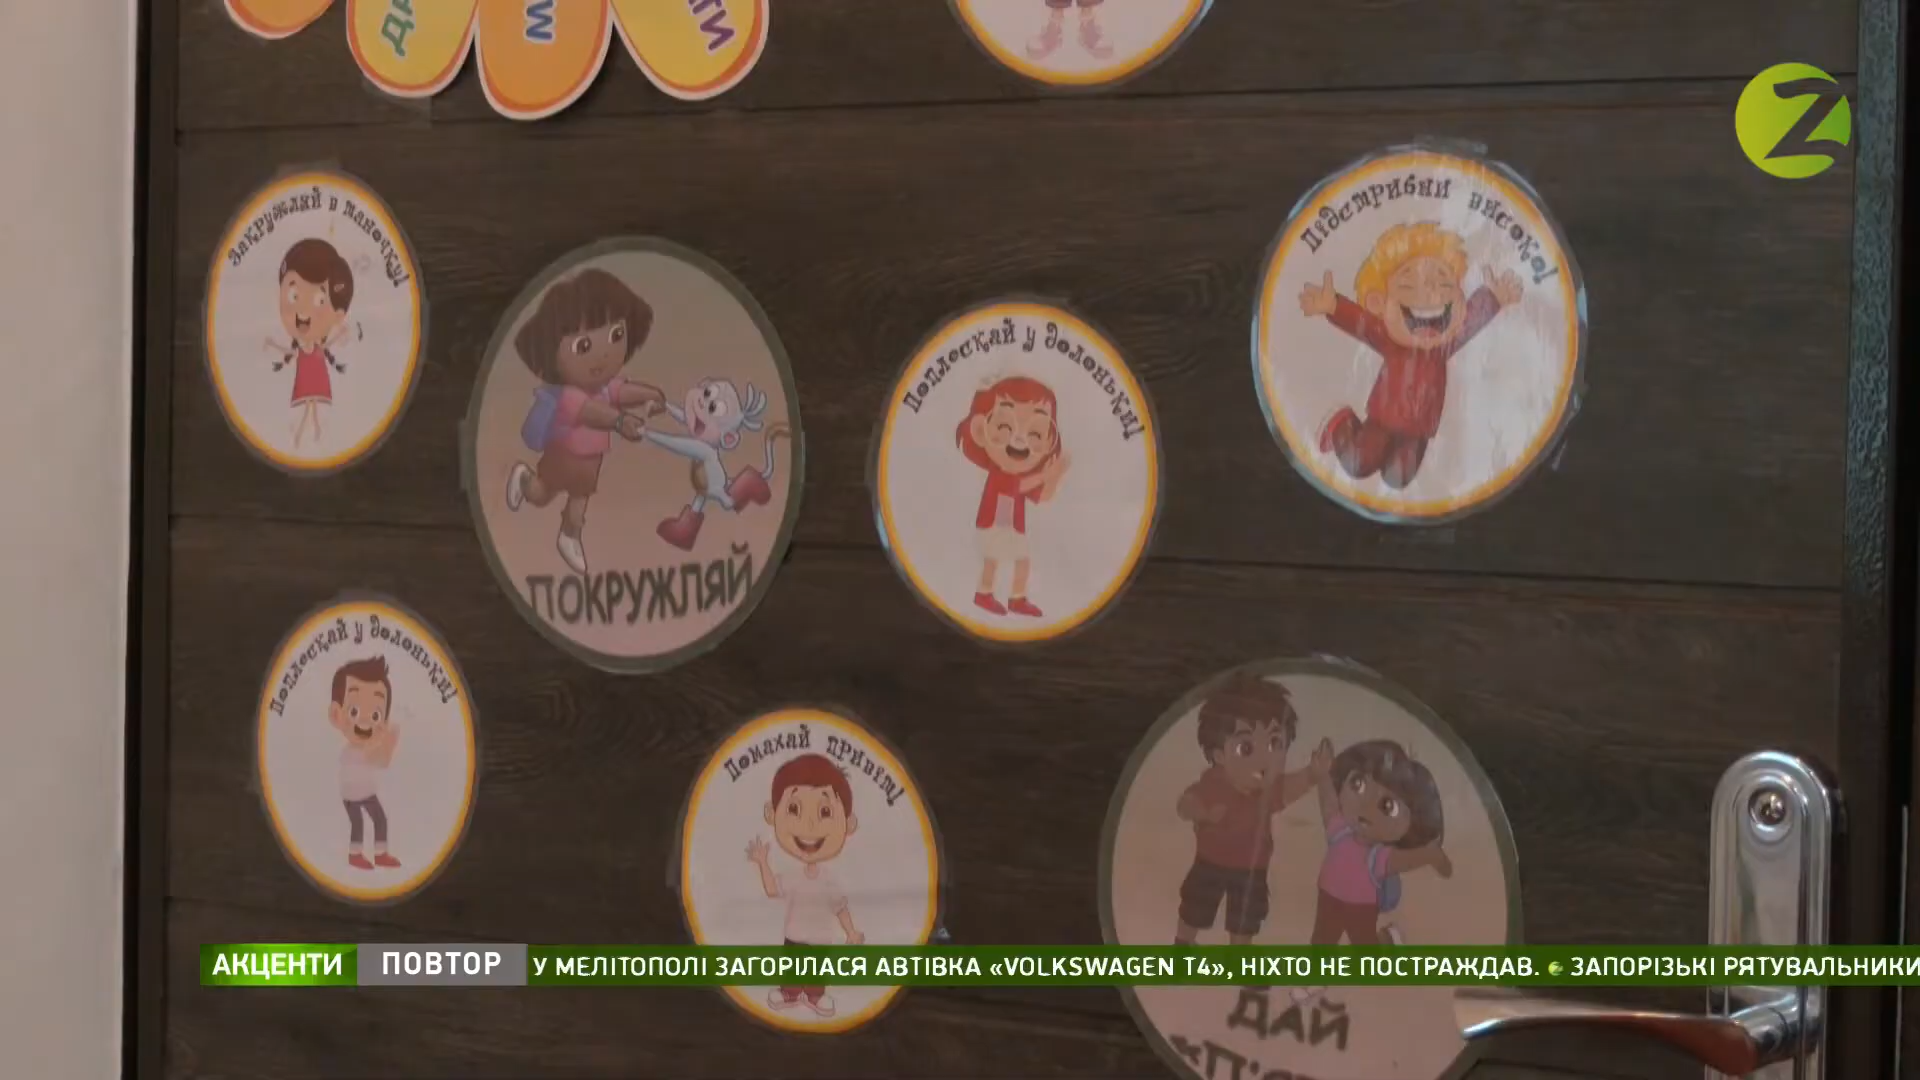 Закружляй в таночку!
Підстрибни високо!
Поплескай у долоньки!
ПОКРУЖЛЯЙ
Поплескай у долоньки!
Помахай привіт!
АКЦЕНТИ ПОВТОР У МЕЛІТОПОЛІ ЗАГОРІЛАСЯ АВТІВКА «VOLKSWAGEN T4», НІХТО НЕ ПОСТРАЖДАВ. ЗАПОРІЗЬКІ РЯТУВАЛЬНИКИ
ДАЙ